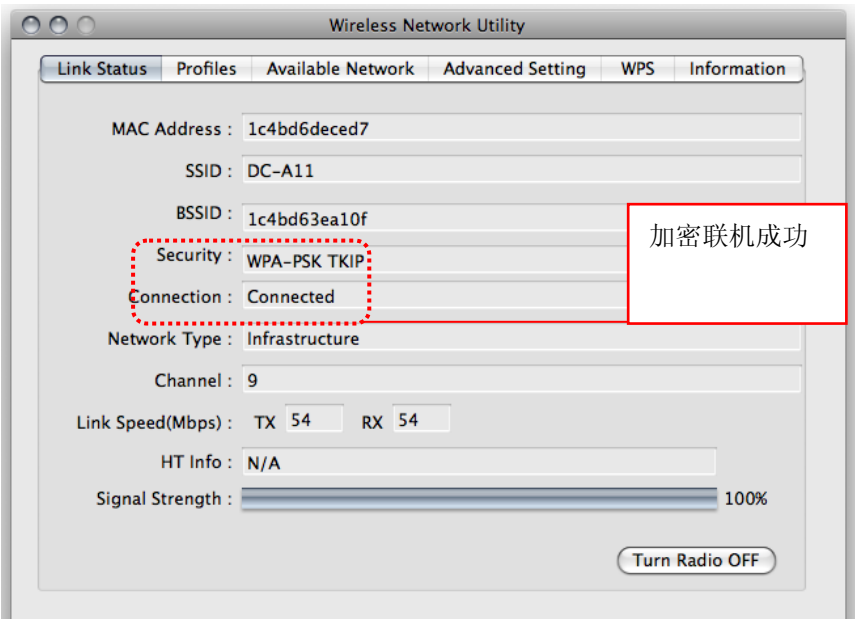 Wireless Network Utility
Link Status Profiles Available Network Advanced Setting WPS Information
MAC Address : 1c4bd6deced7
SSID : DC-A11
BSSID : 1c4bd63ea10f
加密联机成功
Security : WPA-PSK TKIP
Connection : Connected
Network Type : Infrastructure
Channel : 9
Link Speed(Mbps) : TX 54 RX 54
HT Info : N/A
Signal Strength : 100%
Turn Radio OFF